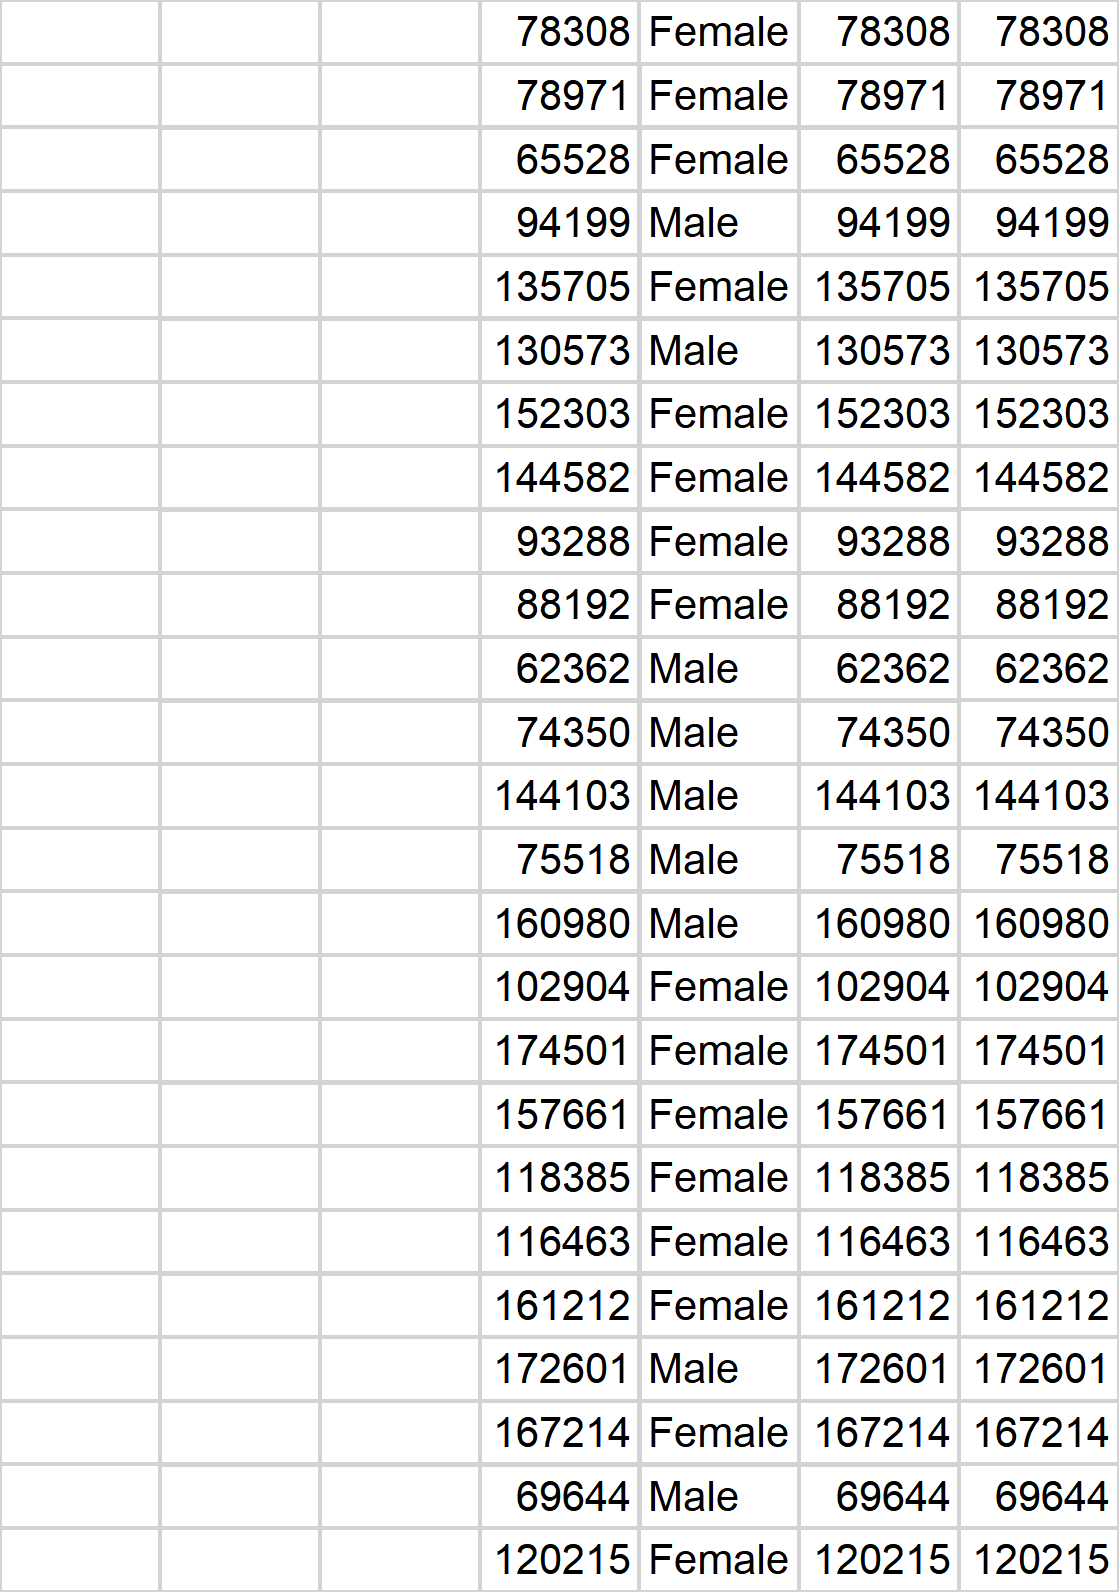 78308 Female 78308 78308
78971 Female 78971 78971
65528 Female 65528 65528
94199 Male 94199 94199
135705 Female 135705 135705
130573 Male 130573 130573
152303 Female 152303 152303
144582 Female 144582 144582
93288 Female 93288 93288
88192 Female 88192 88192
62362 Male 62362 62362
74350 Male 74350 74350
144103 Male 144103 144103
75518 Male 75518 75518
160980 Male 160980 160980
102904 Female 102904 102904
174501 Female 174501 174501
157661 Female 157661 157661
118385 Female 118385 118385
116463 Female 116463 116463
161212 Female 161212 161212
172601 Male 172601 172601
167214 Female 167214 167214
69644 Male 69644 69644
120215 Female 120215 120215